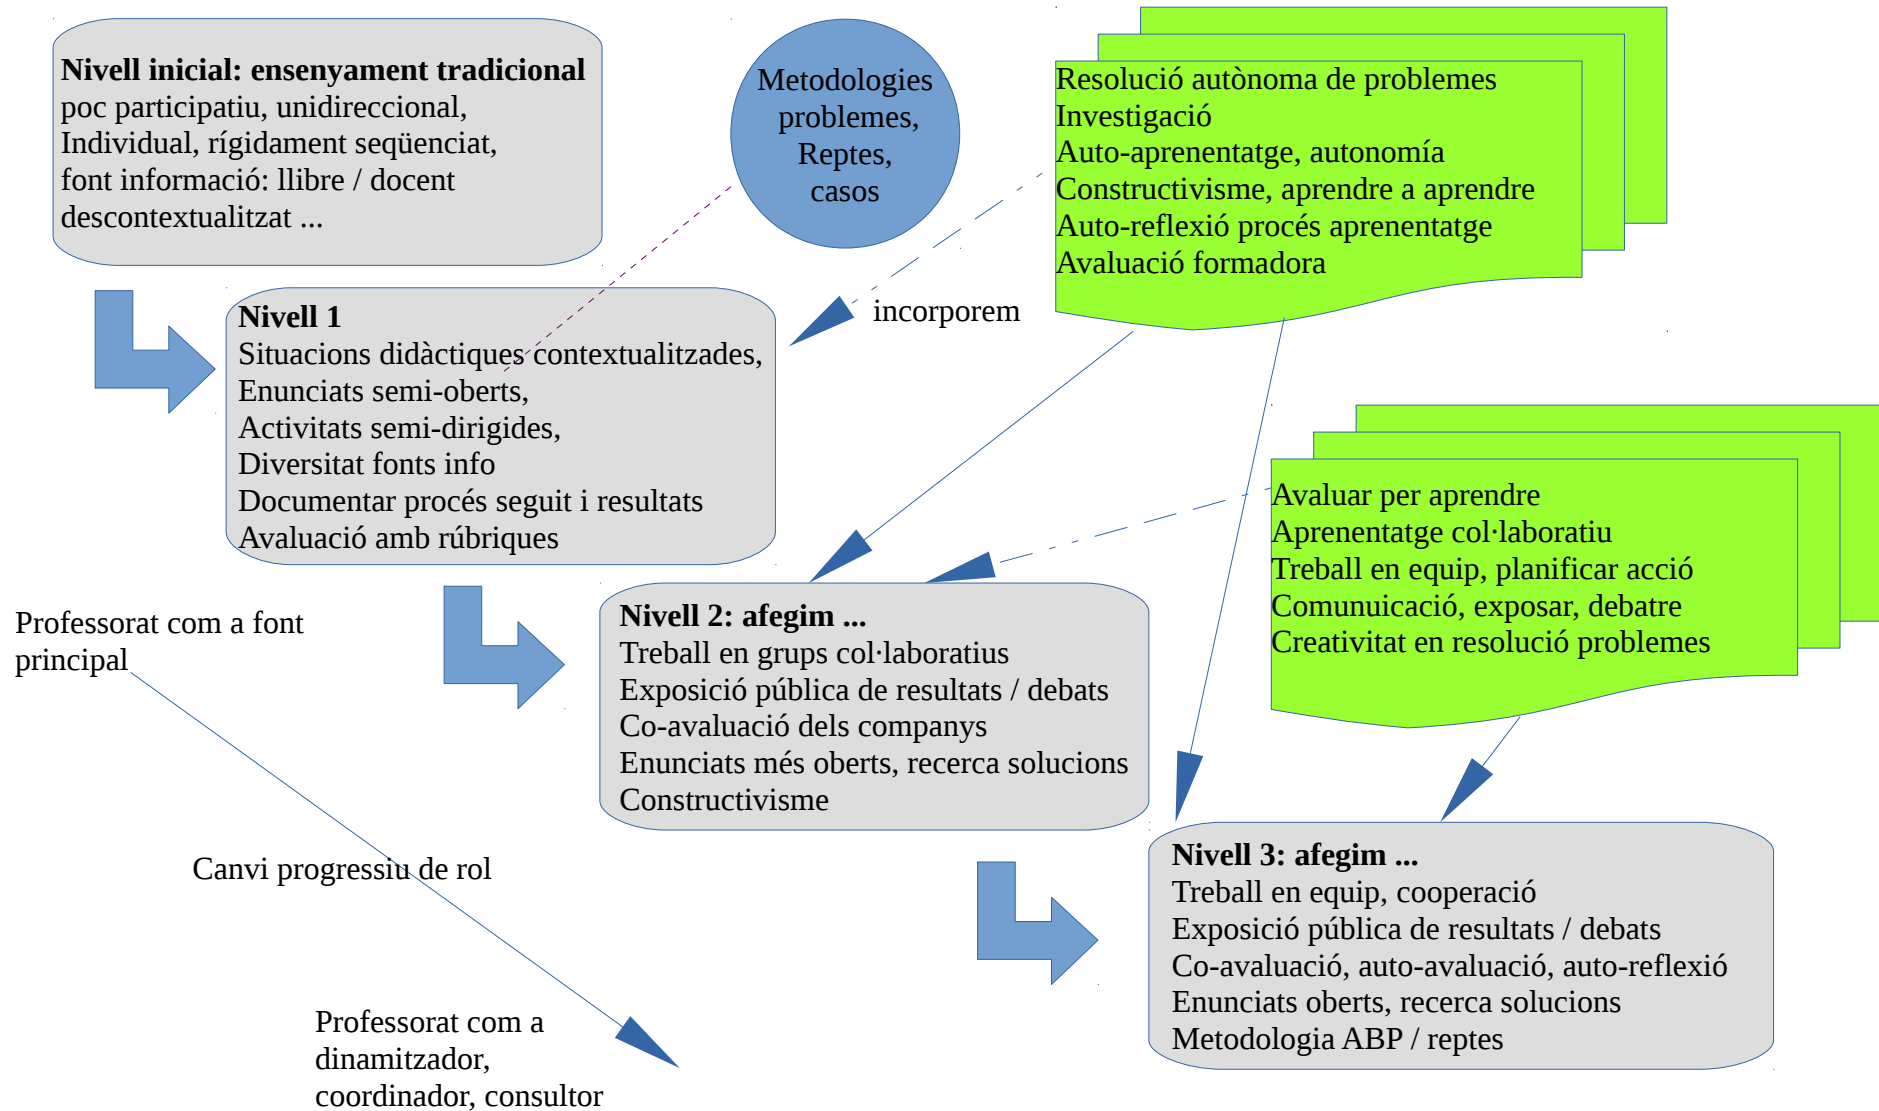 Nivell inicial: ensenyament tradicional
poc participatiu, unidireccional,
Individual, rígidament seqüenciat,
font informació: llibre / docent
descontextualitzat ...
Metodologies
problemes,
Reptes,
casos
Resolució autònoma de problemes
Investigació
Auto-aprenentatge, autonomía
Constructivisme, aprendre a aprendre
Auto-reflexió procés aprenentatge
Avaluació formadora
incorporem
Nivell 1
Situacions didàctiques contextualitzades,
Enunciats semi-oberts,
Activitats semi-dirigides,
Diversitat fonts info
Documentar procés seguit i resultats
Avaluació amb rúbriques
Avaluar per aprendre
Aprenentatge col·laboratiu
Treball en equip, planificar acció
Comunuicació, exposar, debatre
Creativitat en resolució problemes
Nivell 2: afegim ...
Treball en grups col·laboratius
Exposició pública de resultats / debats
Co-avaluació dels companys
Enunciats més oberts, recerca solucions
Constructivisme
Professorat com a font
principal
Canvi progressiu de rol
Professorat com a
dinamitzador,
coordinador, consultor
Nivell 3: afegim ...
Treball en equip, cooperació
Exposició pública de resultats / debats
Co-avaluació, auto-avaluació, auto-reflexió
Enunciats oberts, recerca solucions
Metodologia ABP / reptes